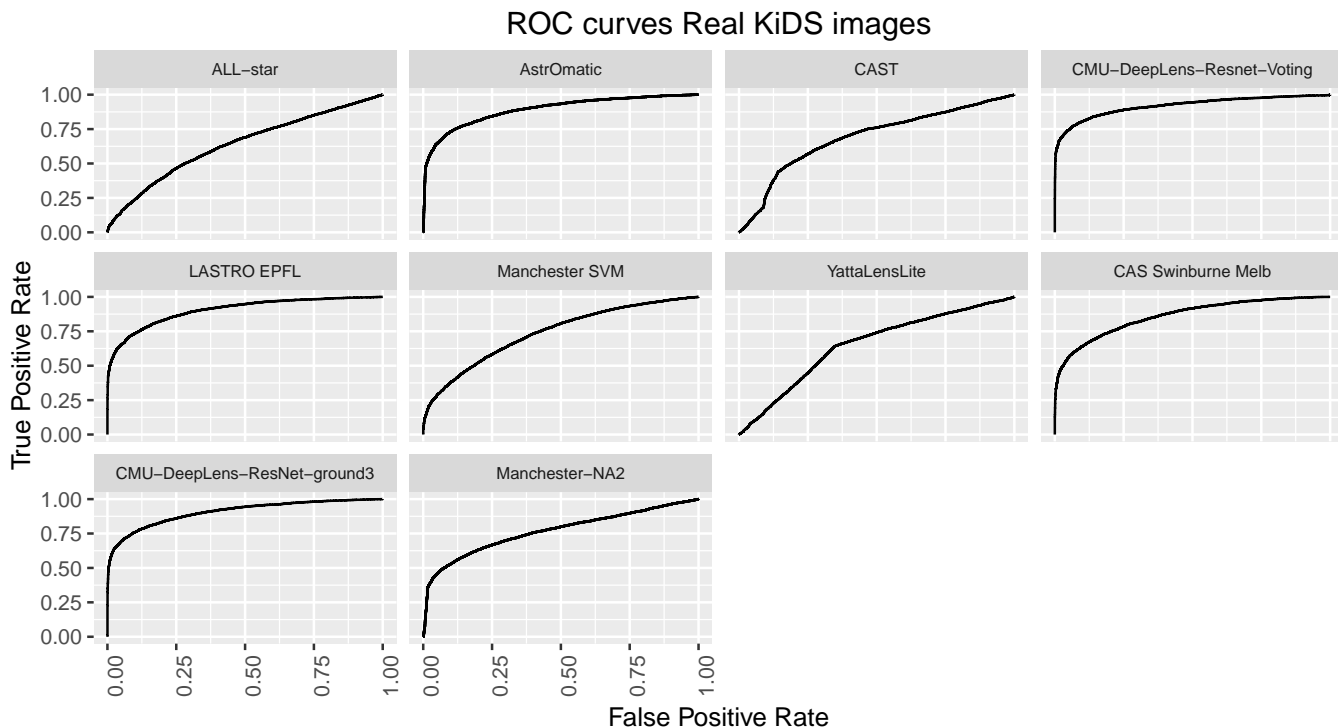 ROC curves Real KiDS images
ALL−star
AstrOmatic
CAST
CMU−DeepLens−Resnet−Voting
1.00
0.75
0.50
0.25
0.00
LASTRO EPFL
Manchester SVM
YattaLensLite
CAS Swinburne Melb
1.00
0.75
0.50
0.25
0.00
CMU−DeepLens−ResNet−ground3
Manchester−NA2
1.00
0.75
0.50
0.25
0.00
True Positive Rate
0.00 0.25 0.50 0.75 1.00 0.00 0.25 0.50 0.75 1.00
False Positive Rate